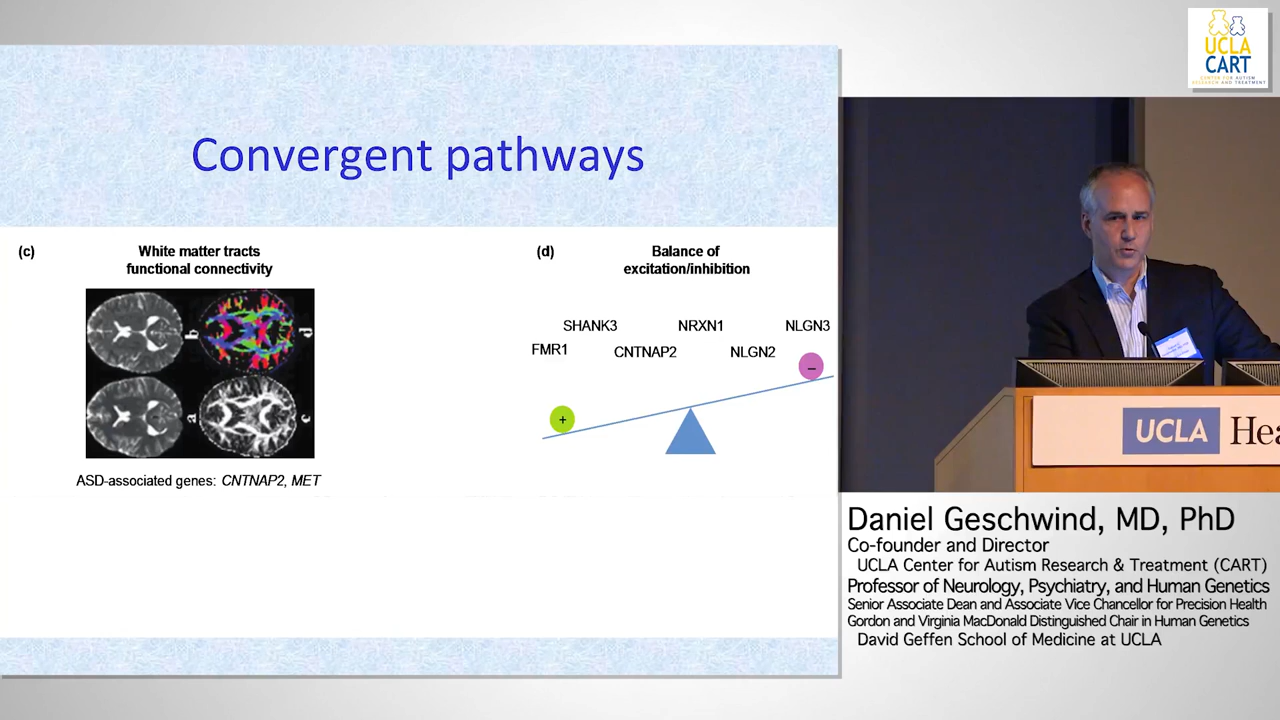 UCLA
CART
CENTER FOR AUTISM
RESEARCH AND TREATMENT
Convergent pathways
(c)
White matter tracts
functional connectivity
b
d
a
c
ASD-associated genes: CNTNAP2, MET
(d)
Balance of
excitation/inhibition
SHANK3 NRXN1 NLGN3
FMR1 CNTNAP2 NLGN2
–
+
UCLA Hea
Daniel Geschwind, MD, PhD
Co-founder and Director
UCLA Center for Autism Research & Treatment (CART)
Professor of Neurology, Psychiatry, and Human Genetics
Senior Associate Dean and Associate Vice Chancellor for Precision Health
Gordon and Virginia MacDonald Distinguished Chair in Human Genetics
David Geffen School of Medicine at UCLA